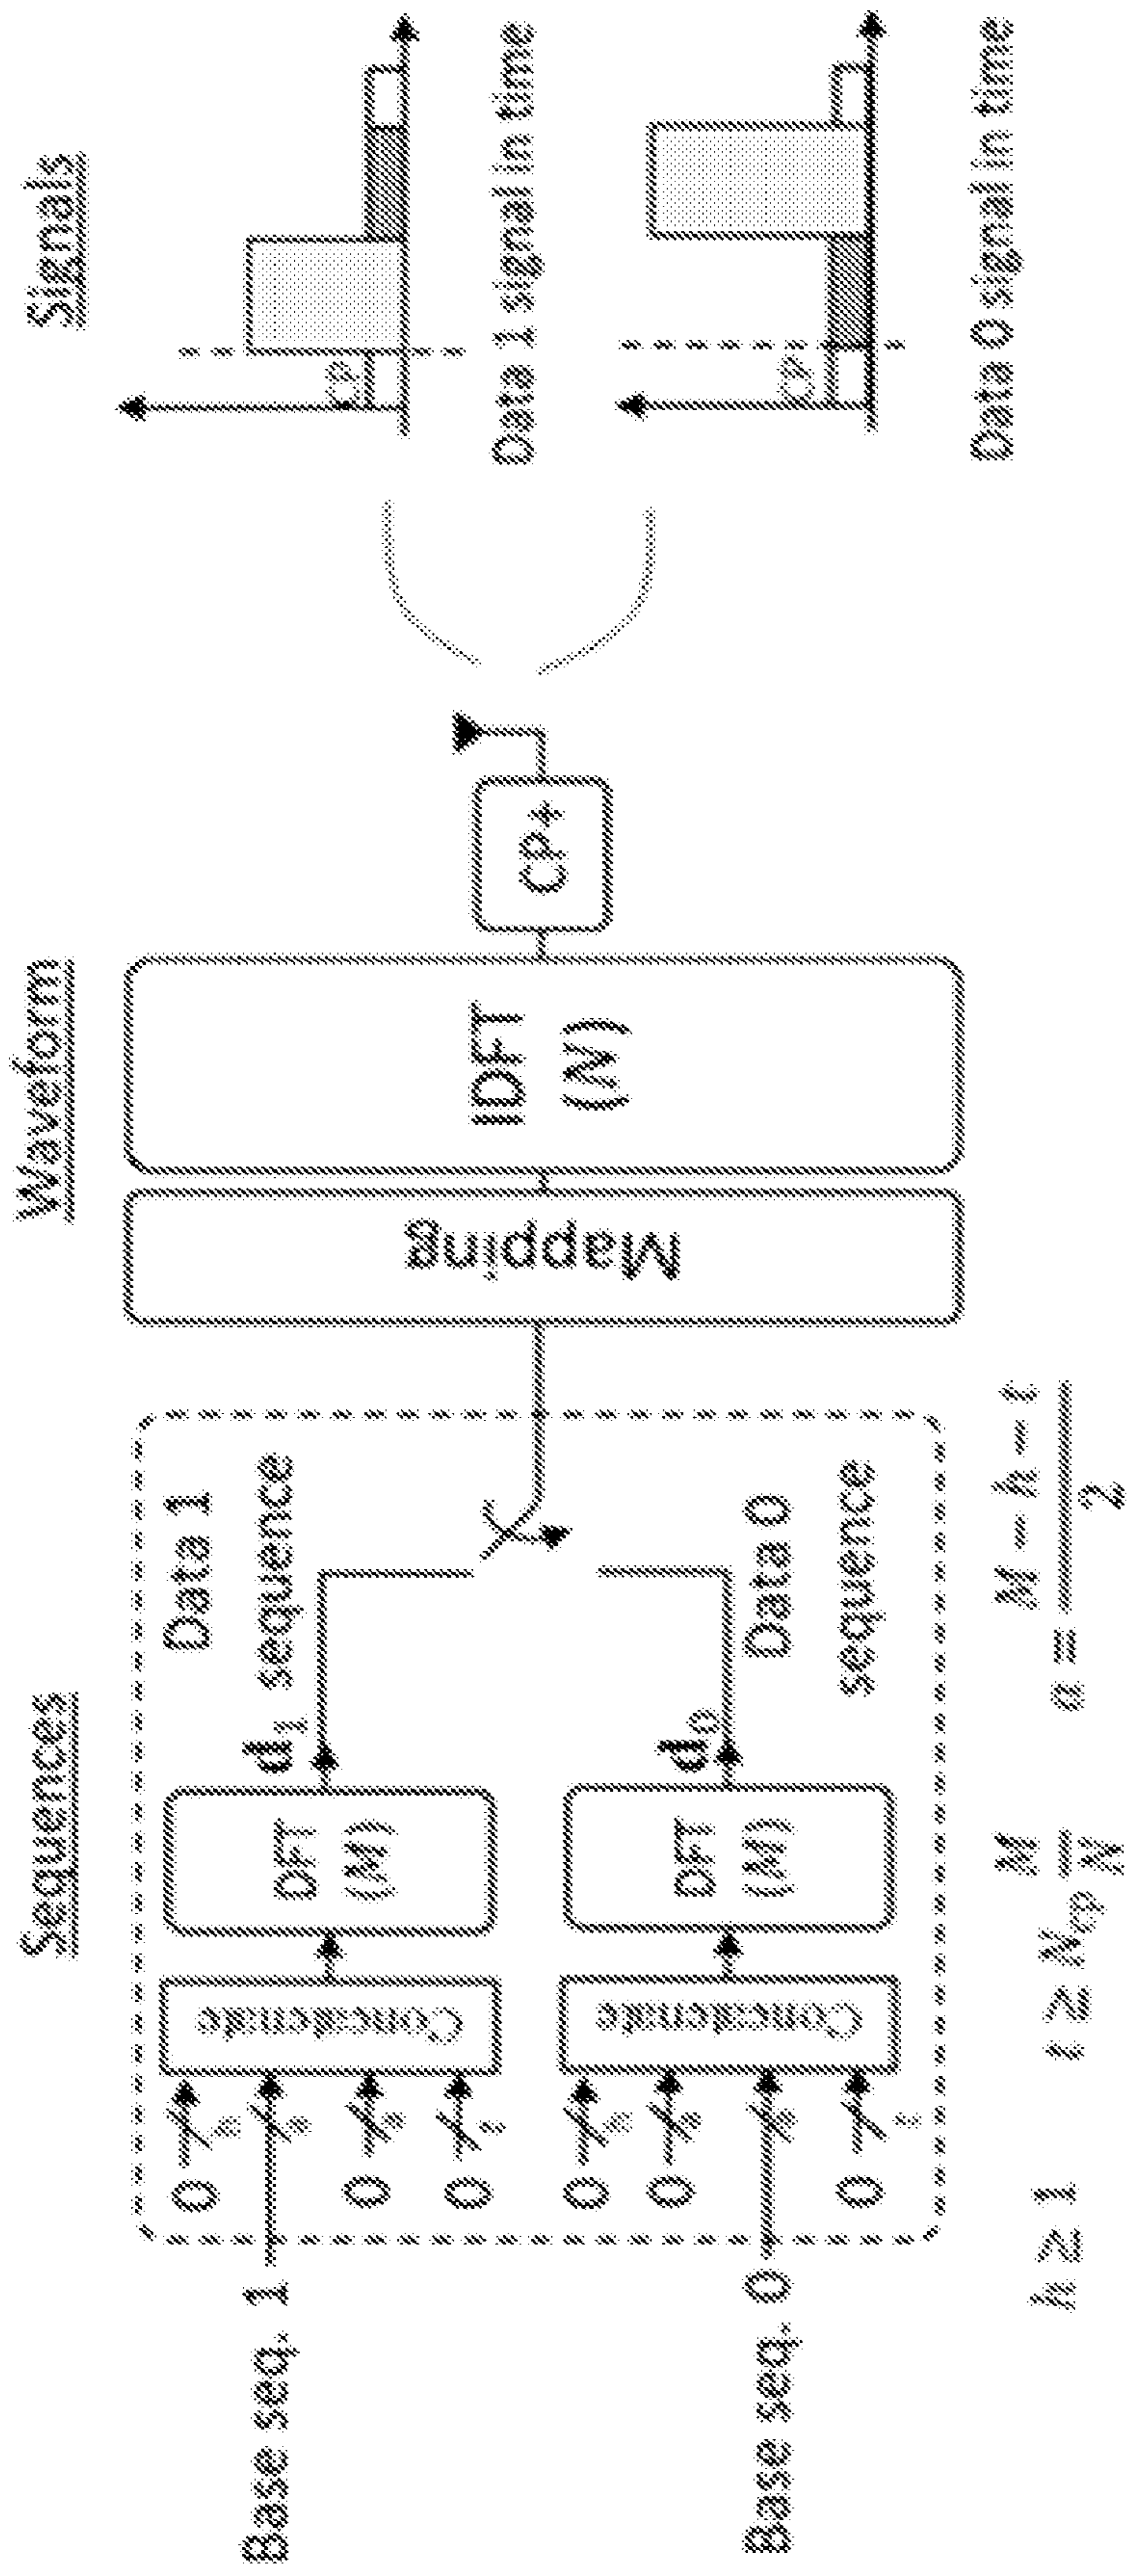 Sequences
Waveform
Signals
Base seq. 1
Base seq. 0
0
h
a
0
a
0
t
0
h
0
a
a
0
t
Concatenate
Concatenate
DFT
(M)
DFT
(M)
d1
d0
Data 1
sequence
Data 0
sequence
Mapping
IDFT
(N)
CP+
CP
Data 1 signal in time
CP
Data 0 signal in time
h ≥ 1
t ≥ Ncp M/N
a = M − h − t / 2